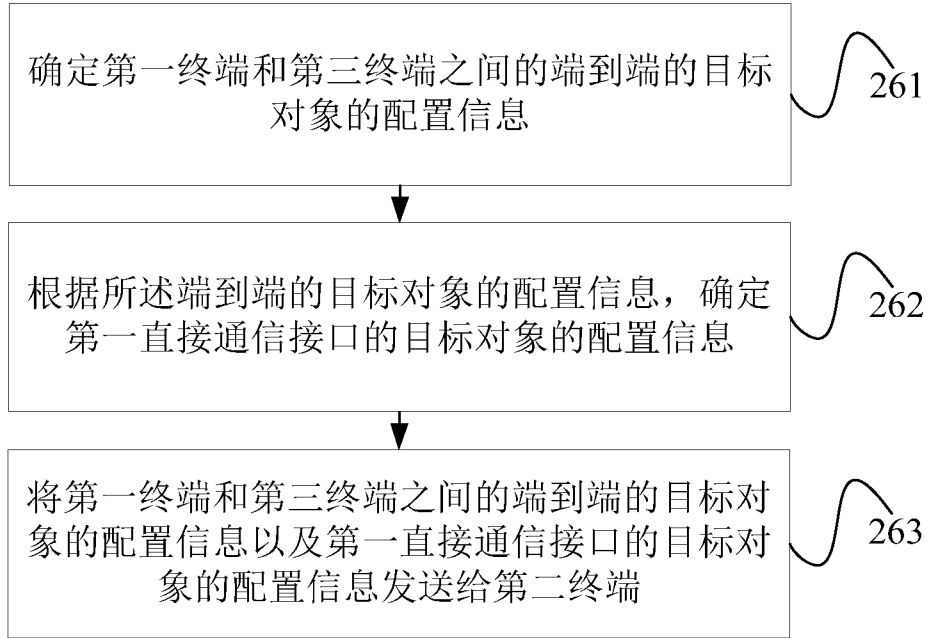 确定第一终端和第三终端之间的端到端的目标
对象的配置信息
261
根据所述端到端的目标对象的配置信息，确定
第一直接通信接口的目标对象的配置信息
262
将第一终端和第三终端之间的端到端的目标对
象的配置信息以及第一直接通信接口的目标对
象的配置信息发送给第二终端
263